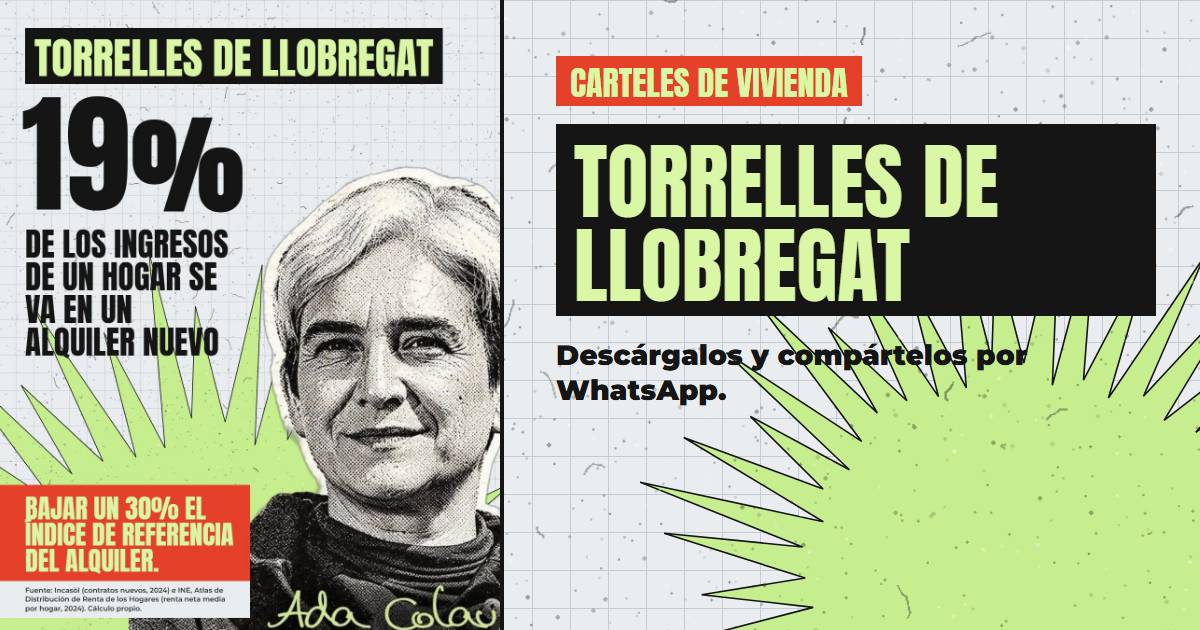 TORRELLES DE LLOBREGAT
19%
DE LOS INGRESOS
DE UN HOGAR SE
VA EN UN
ALQUILER NUEVO
BAJAR UN 30% EL
ÍNDICE DE REFERENCIA
DEL ALQUILER.
Fuente: Incasòl (contratos nuevos, 2024) e INE, Atlas de
Distribución de Renta de los Hogares (renta neta media
por hogar, 2024). Cálculo propio.
Ada Colau
CARTELES DE VIVIENDA
TORRELLES DE
LLOBREGAT
Descárgalos y compártelos por
WhatsApp.